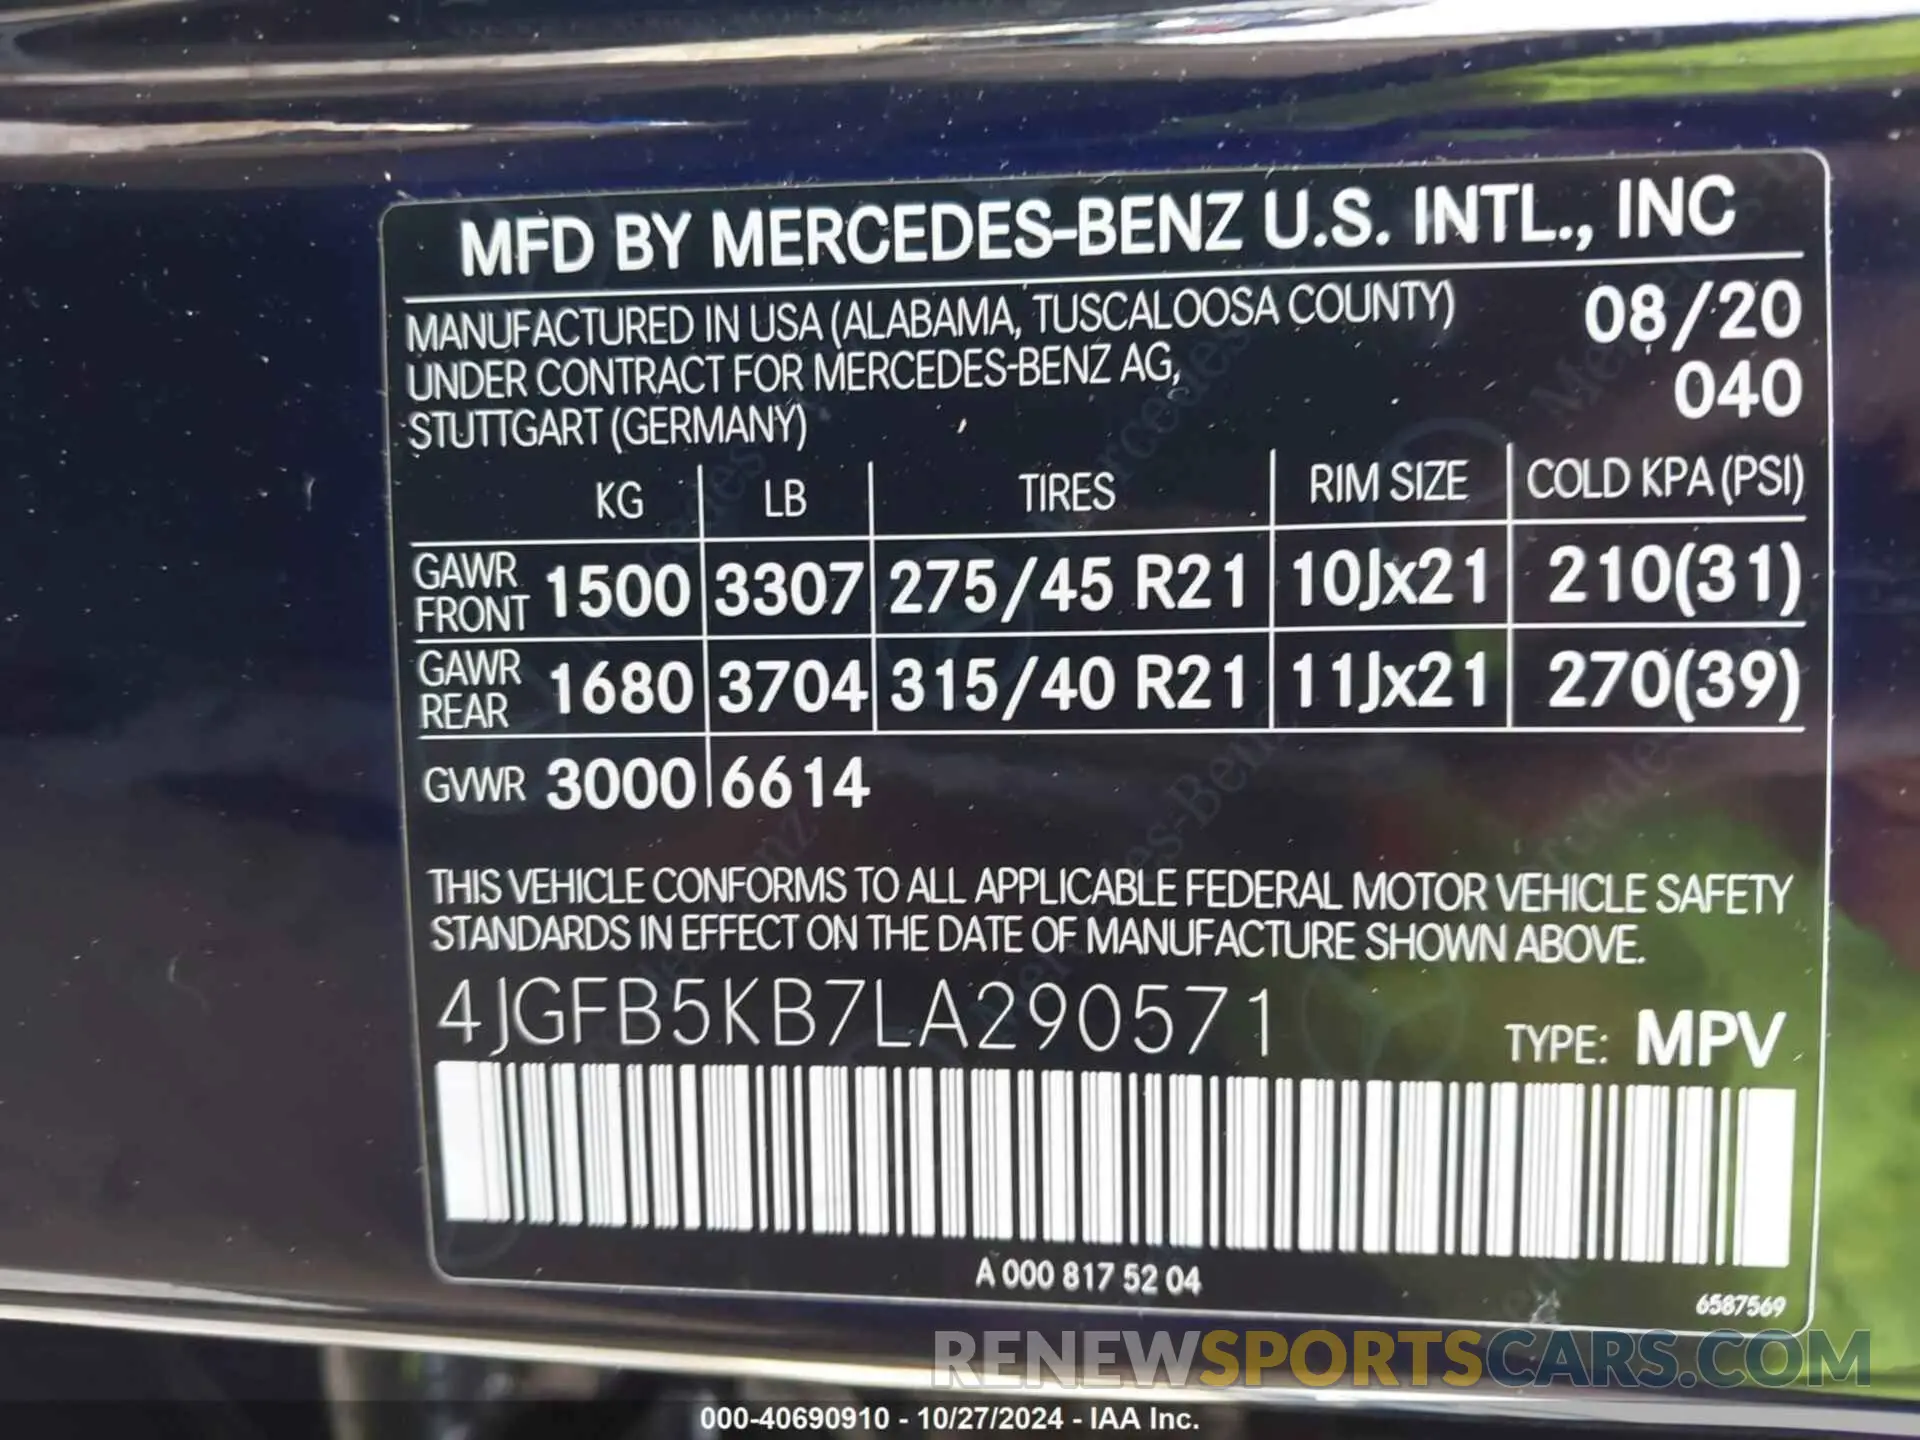 MFD BY MERCEDES-BENZ U.S. INTL., INC
MANUFACTURED IN USA (ALABAMA, TUSCALOOSA COUNTY) 08/20
UNDER CONTRACT FOR MERCEDES-BENZ AG, 040
STUTTGART (GERMANY)
KG LB TIRES RIM SIZE COLD KPA (PSI)
GAWR FRONT 1500 3307 275/45 R21 10Jx21 210(31)
GAWR REAR 1680 3704 315/40 R21 11Jx21 270(39)
GVWR 3000 6614
THIS VEHICLE CONFORMS TO ALL APPLICABLE FEDERAL MOTOR VEHICLE SAFETY
STANDARDS IN EFFECT ON THE DATE OF MANUFACTURE SHOWN ABOVE.
4JGFB5KB7LA290571 TYPE: MPV
A 000 817 52 04
6587569
RENEWSPORTSCARS.COM
000-40690910 - 10/27/2024 - IAA Inc.